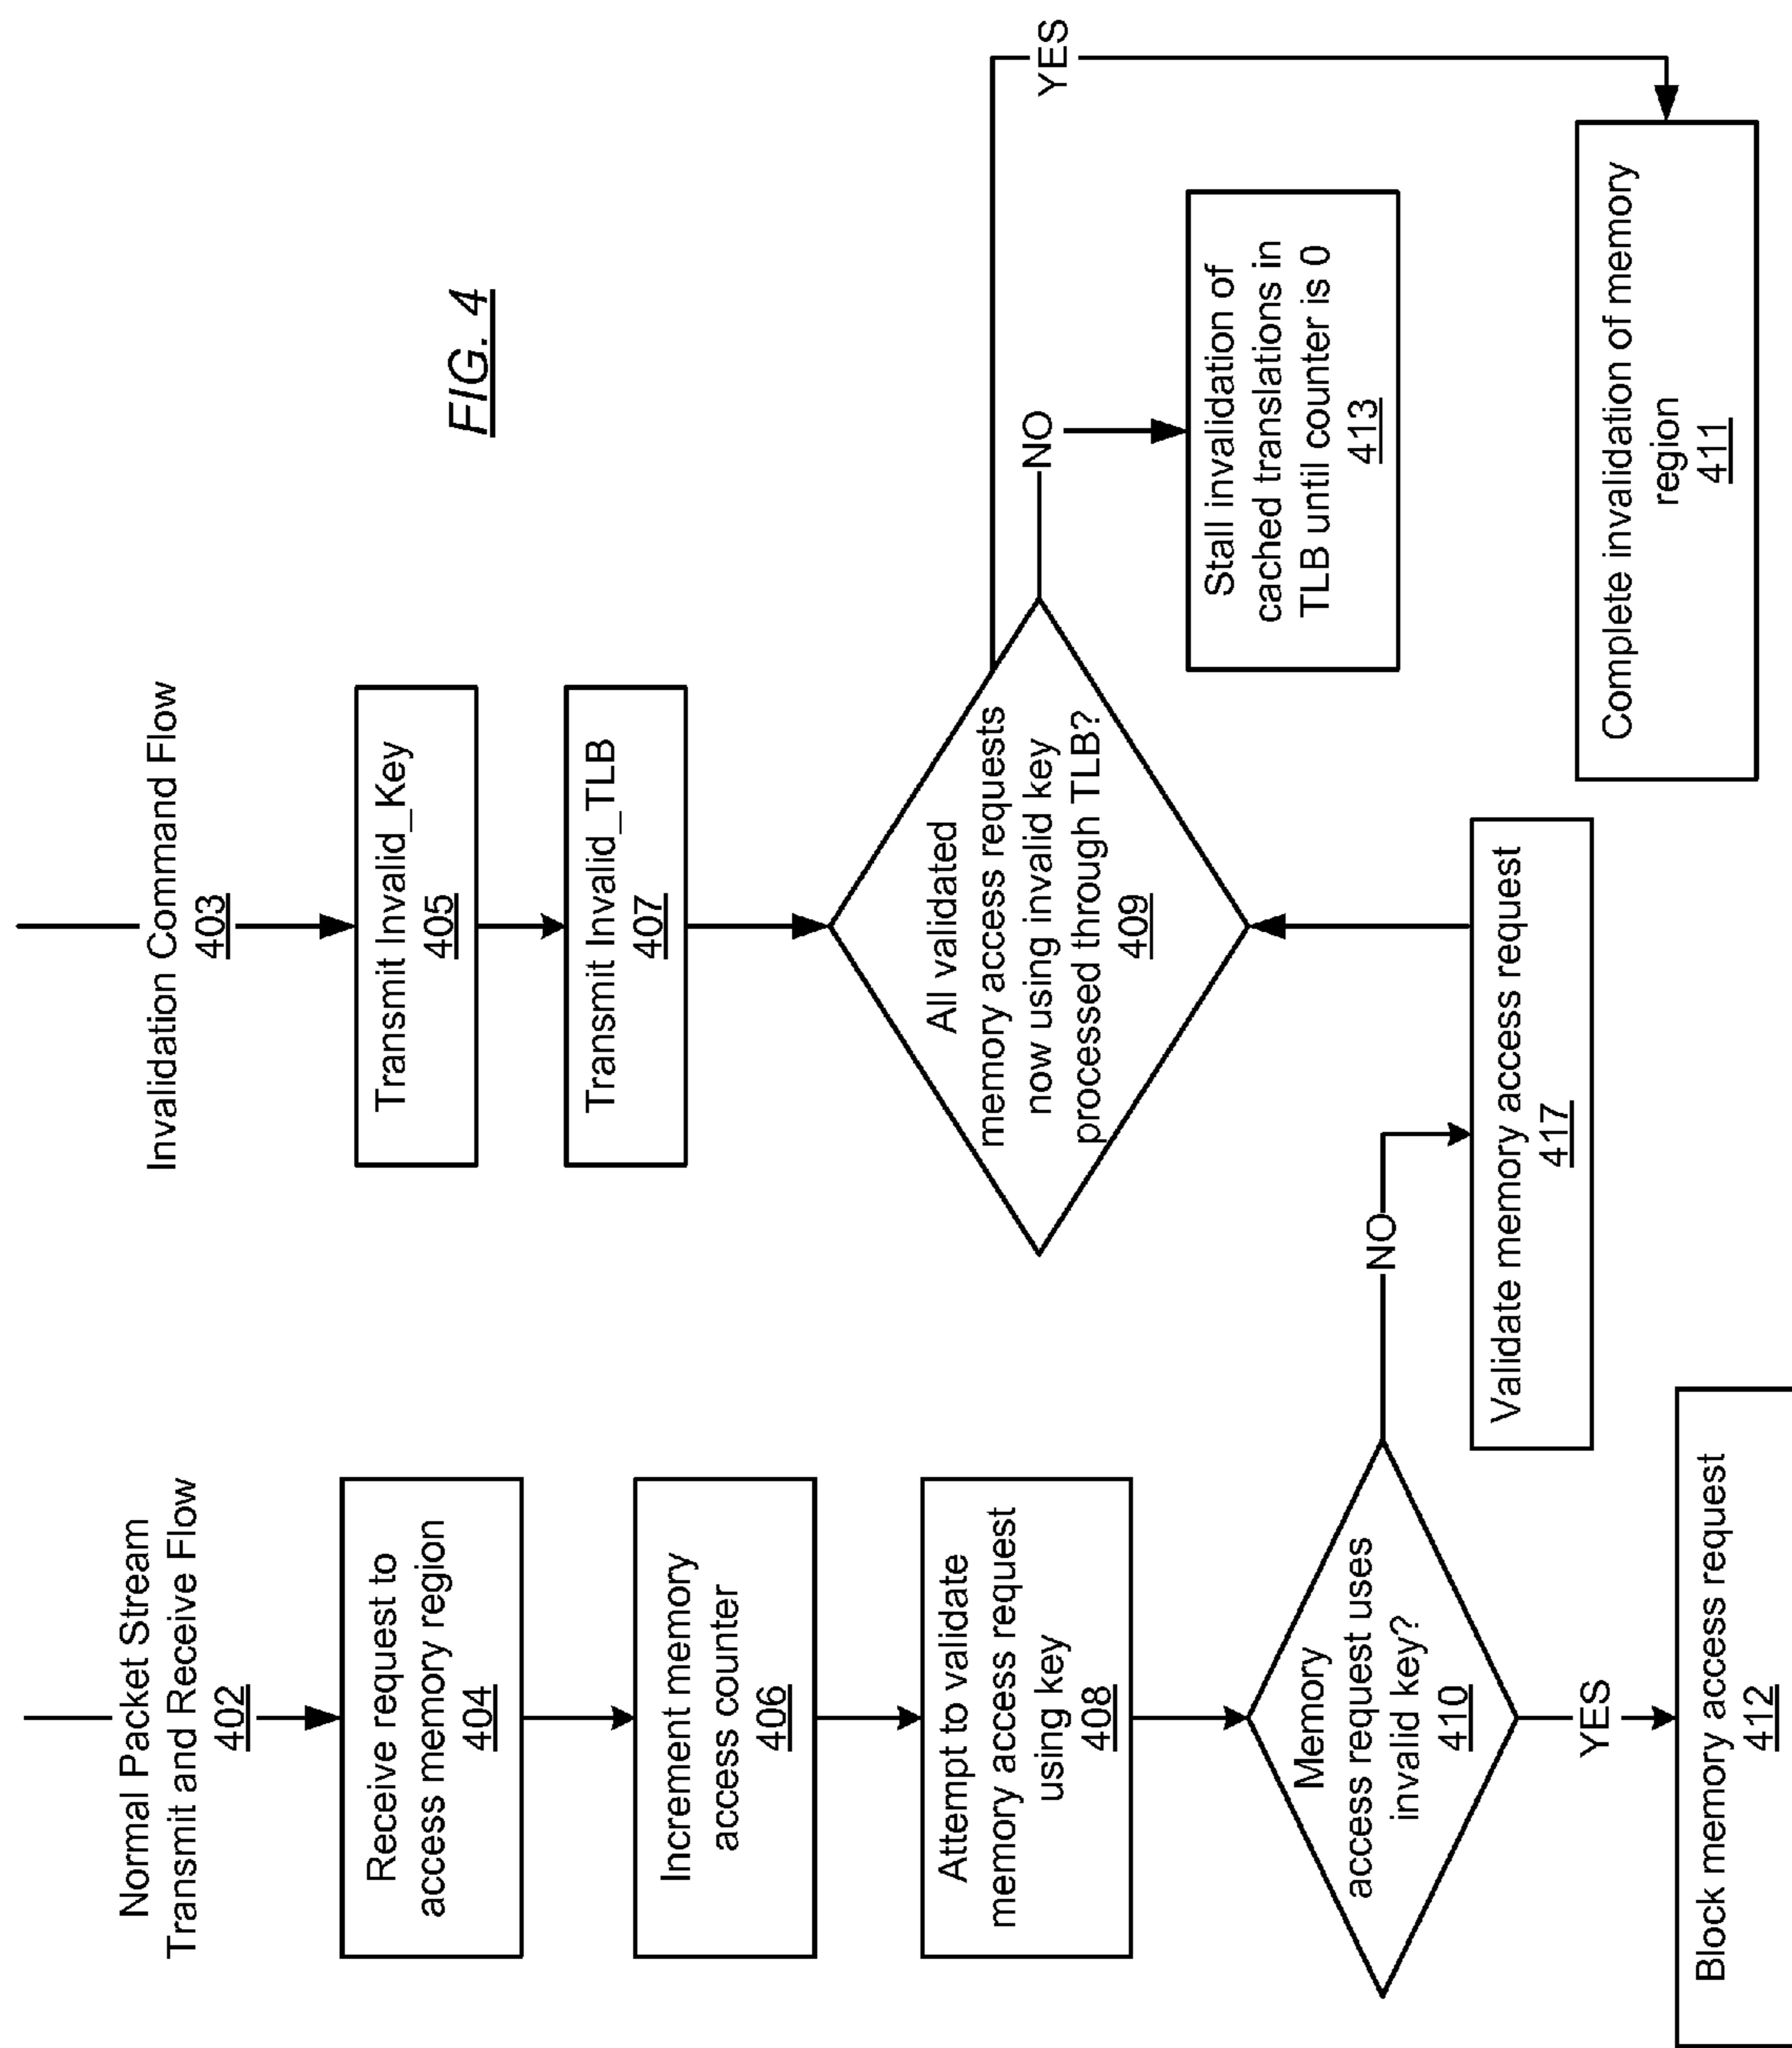 FIG. 4
Normal Packet Stream
Transmit and Receive Flow
402
Receive request to
access memory region
404
Increment memory
access counter
406
Attempt to validate
memory access request
using key
408
Memory
access request uses
invalid key?
410
YES
Block memory access request
412
NO
Validate memory access request
417
Invalidation Command Flow
403
Transmit Invalid_Key
405
Transmit Invalid_TLB
407
All validated
memory access requests
now using invalid key
processed through TLB?
409
NO
Stall invalidation of
cached translations in
TLB until counter is 0
413
YES
Complete invalidation of memory
region
411